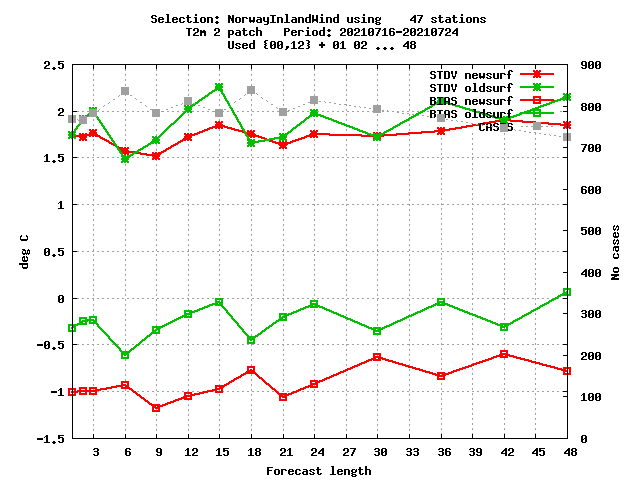 Selection: NorwayInlandWind using    47 stations
T2m 2 patch   Period: 20210716-20210724
Used {00,12} + 01 02 ... 48
STDV newsurf
STDV oldsurf
BIAS newsurf
BIAS oldsurf
CASES
2.5
2
1.5
1
0.5
0
-0.5
-1
-1.5
deg C
900
800
700
600
500
400
300
200
100
0
No cases
3 6 9 12 15 18 21 24 27 30 33 36 39 42 45 48
Forecast length